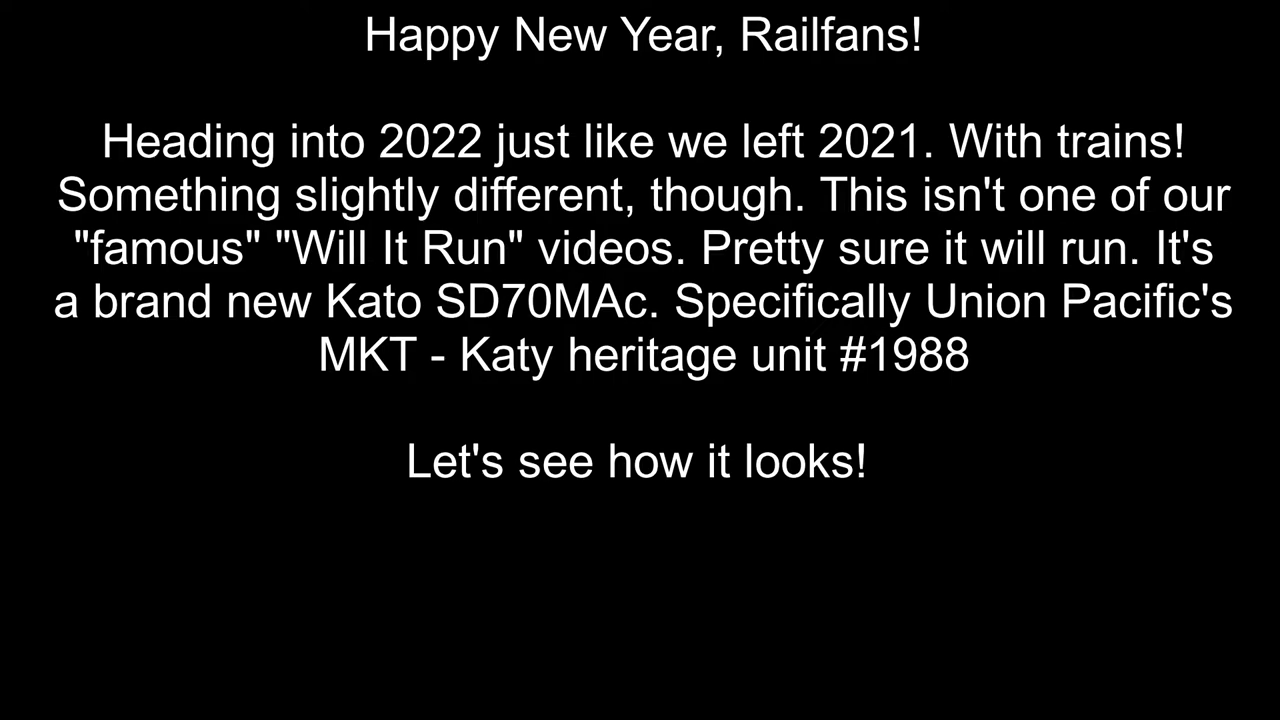 Happy New Year, Railfans!
Heading into 2022 just like we left 2021. With trains!
Something slightly different, though. This isn't one of our
"famous" "Will It Run" videos. Pretty sure it will run. It's
a brand new Kato SD70MAc. Specifically Union Pacific's
MKT - Katy heritage unit #1988
Let's see how it looks!